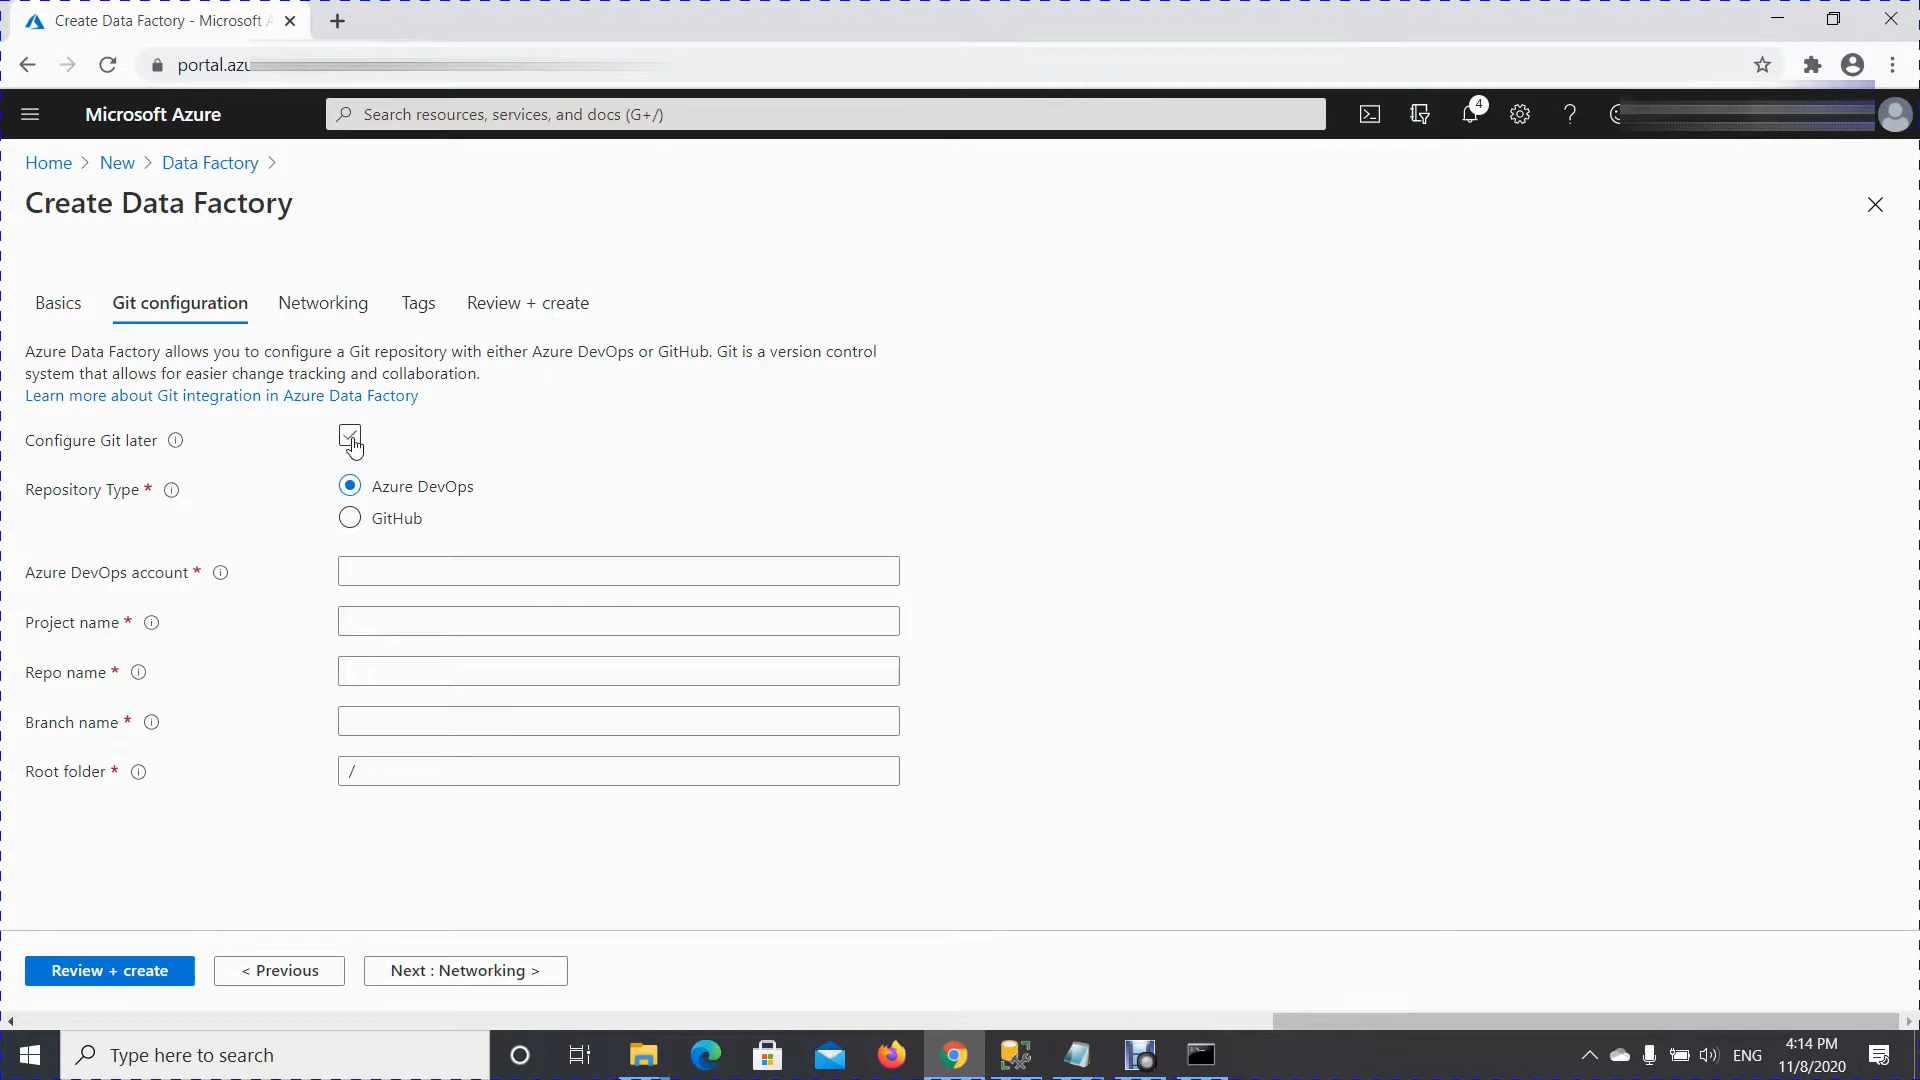 Create Data Factory - Microsoft A
portal.azu
Microsoft Azure
Search resources, services, and docs (G+/)
4
Home > New > Data Factory >
Create Data Factory
Basics
Git configuration
Networking
Tags
Review + create
Azure Data Factory allows you to configure a Git repository with either Azure DevOps or GitHub. Git is a version control
system that allows for easier change tracking and collaboration.
Learn more about Git integration in Azure Data Factory
Configure Git later
Repository Type *
Azure DevOps
GitHub
Azure DevOps account *
Project name *
Repo name *
Branch name *
Root folder *
/
Review + create
< Previous
Next : Networking >
Type here to search
ENG
4:14 PM
11/8/2020